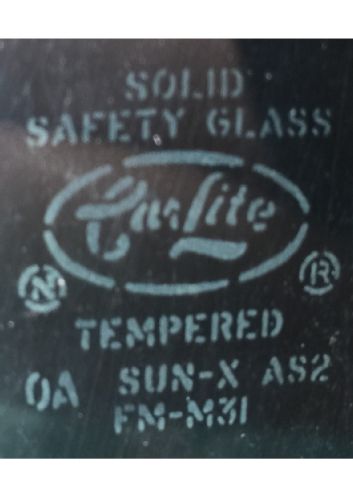 SOLID
SAFETY GLASS
CarLite
N ®
TEMPERED
0A SUN-X AS2
FM-M31